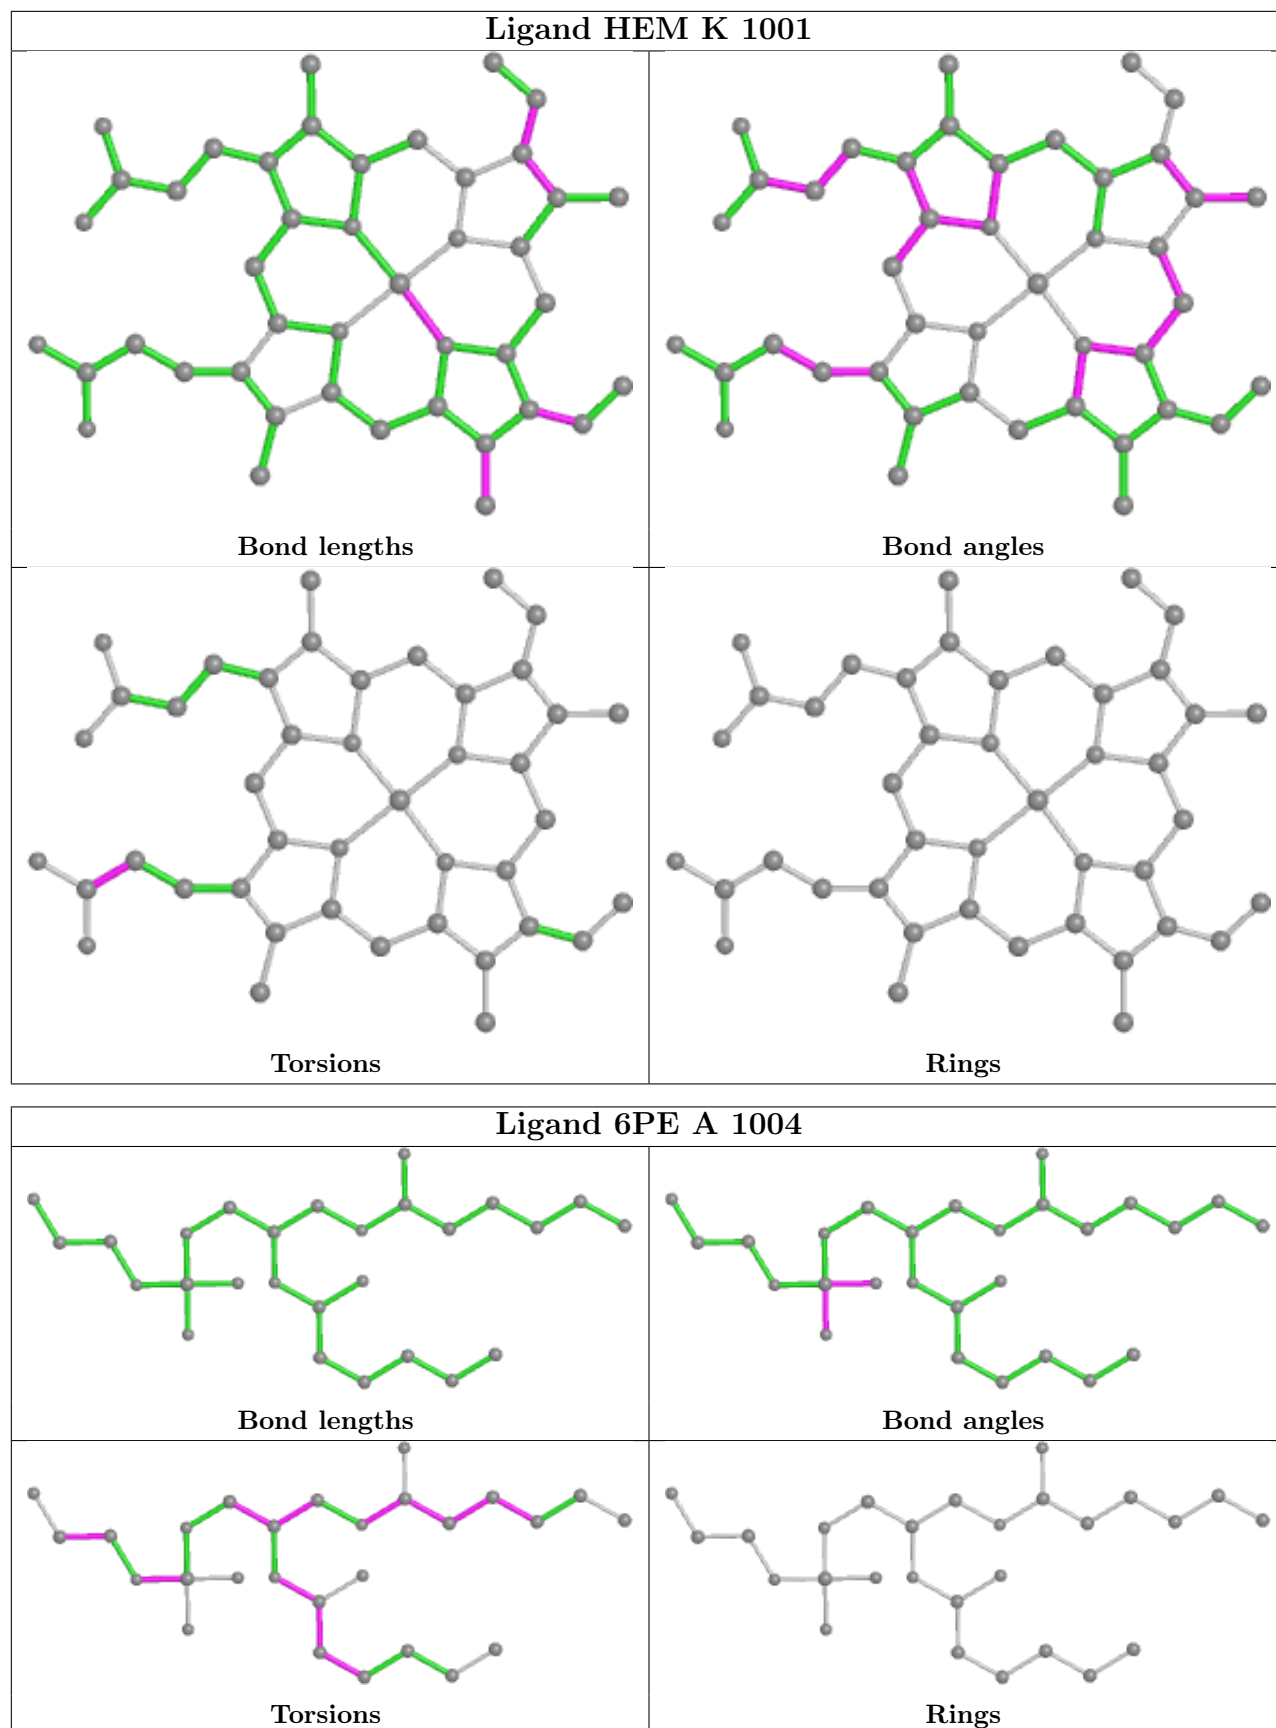 Ligand HEM K 1001
Bond lengths
Bond angles
Torsions
Rings
Ligand 6PE A 1004
Bond lengths
Bond angles
Torsions
Rings